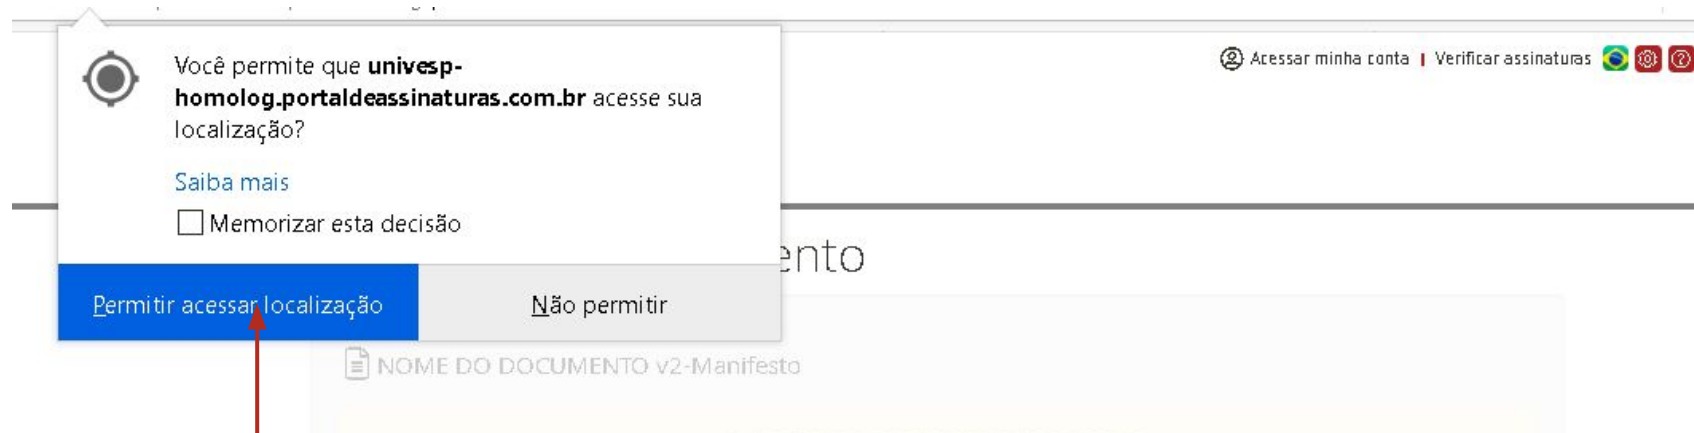 Você permite que univesp-
homolog.portaldeassinaturas.com.br acesse sua
localização?
Saiba mais
Memorizar esta decisão
Permitir acessar localização
Não permitir
Acessar minha conta | Verificar assinaturas
ento
NOME DO DOCUMENTO v2-Manifesto